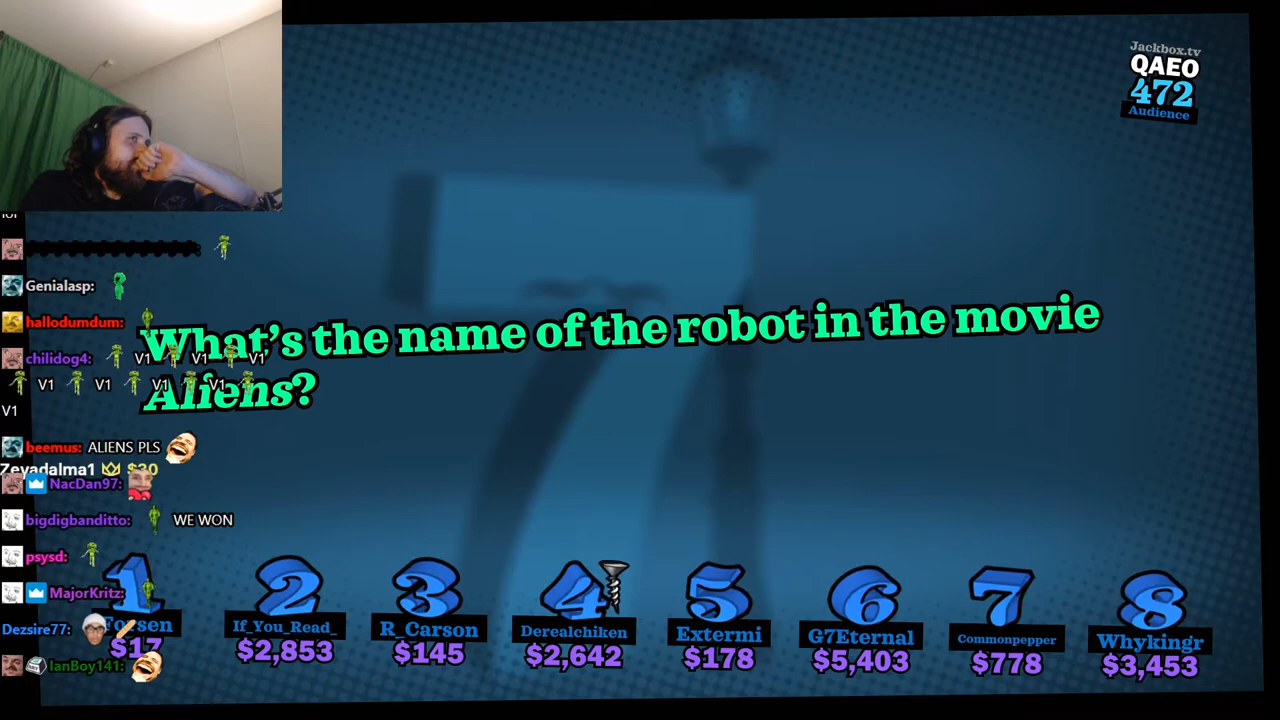 Jackbox.tv
QAEO
472
Audience
lol
Genialasp:
hallodumdum:
What's the name of the robot in the movie
Aliens?
chilidog4: V1 V1 V1
V1 V1 V1 V1
V1
beemus: ALIENS PLS
Zevadalma1 $30
NacDan97:
bigdigbanditto: WE WON
psysd:
MajorKritz:
Dezsire77:
IanBoy141:
1 2 3 4 5 6 7 8
Forsen If_You_Read_ R_Carson Derealchiken Extermi G7Eternal Commonpepper Whykingr
$17 $2,853 $145 $2,642 $178 $5,403 $778 $3,453